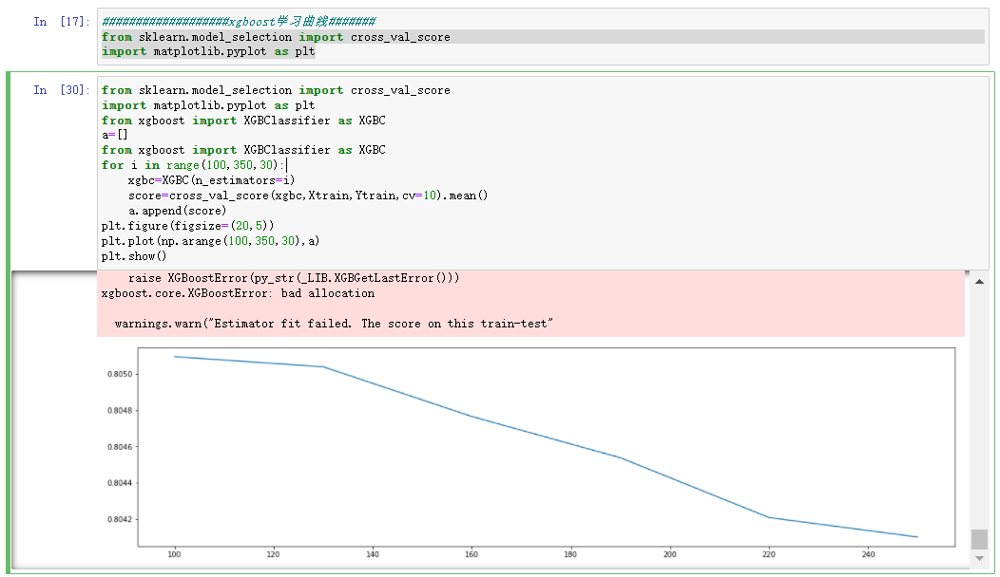 In [17]: ###################xgboost学习曲线#######
from sklearn.model_selection import cross_val_score
import matplotlib.pyplot as plt
In [30]: from sklearn.model_selection import cross_val_score
import matplotlib.pyplot as plt
from xgboost import XGBClassifier as XGBC
a=[]
from xgboost import XGBClassifier as XGBC
for i in range(100,350,30):
    xgbc=XGBC(n_estimators=i)
    score=cross_val_score(xgbc,Xtrain,Ytrain,cv=10).mean()
    a.append(score)
plt.figure(figsize=(20,5))
plt.plot(np.arange(100,350,30),a)
plt.show()
    raise XGBoostError(py_str(_LIB.XGBGetLastError()))
xgboost.core.XGBoostError: bad allocation
  warnings.warn("Estimator fit failed. The score on this train-test"
0.8050
0.8048
0.8046
0.8044
0.8042
100 120 140 160 180 200 220 240